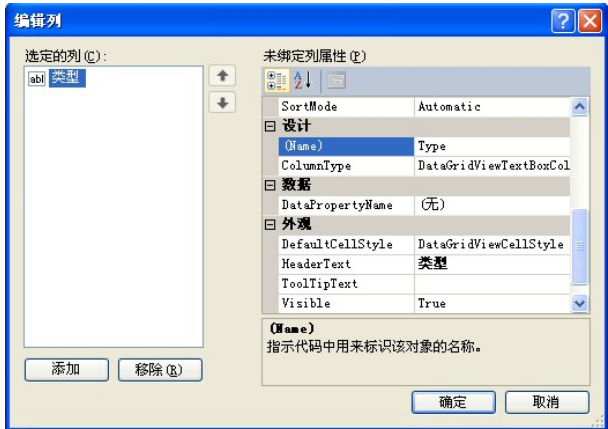 编辑列
选定的列(C):
abl 类型
添加
移除(R)
未绑定列属性(P)
SortMode Automatic
设计
(Name) Type
ColumnType DataGridViewTextBoxCol
数据
DataPropertyName (无)
外观
DefaultCellStyle DataGridViewCellStyle
HeaderText 类型
ToolTipText
Visible True
(Name)
指示代码中用来标识该对象的名称。
确定
取消